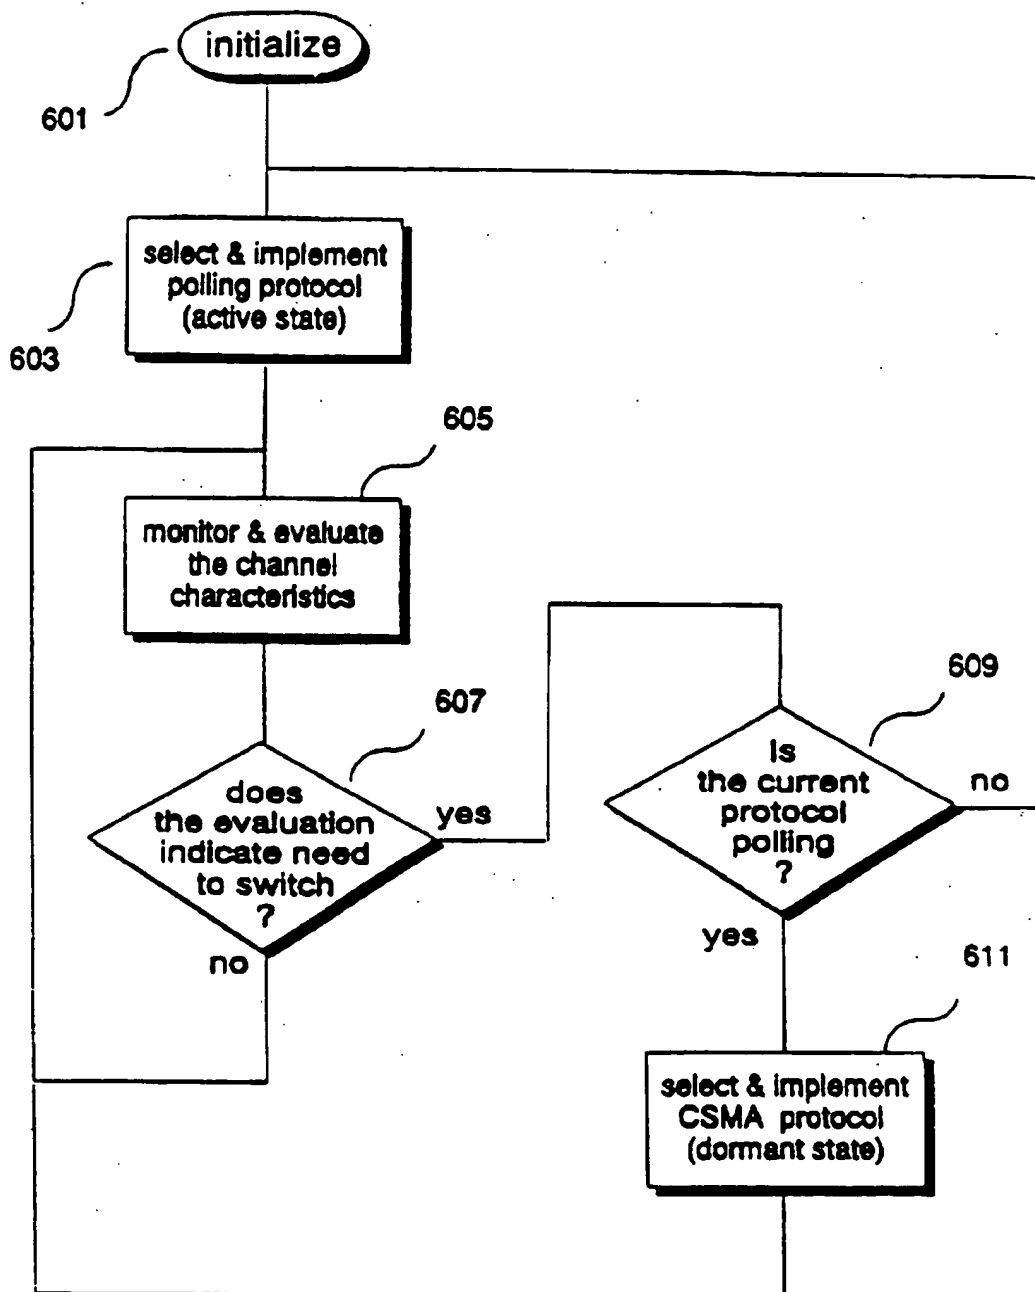 initialize
601
select & implement
polling protocol
(active state)
603
605
monitor & evaluate
the channel
characteristics
607
does
the evaluation
indicate need
to switch
?
yes
no
609
Is
the current
protocol
polling
?
no
yes
611
select & implement
CSMA protocol
(dormant state)